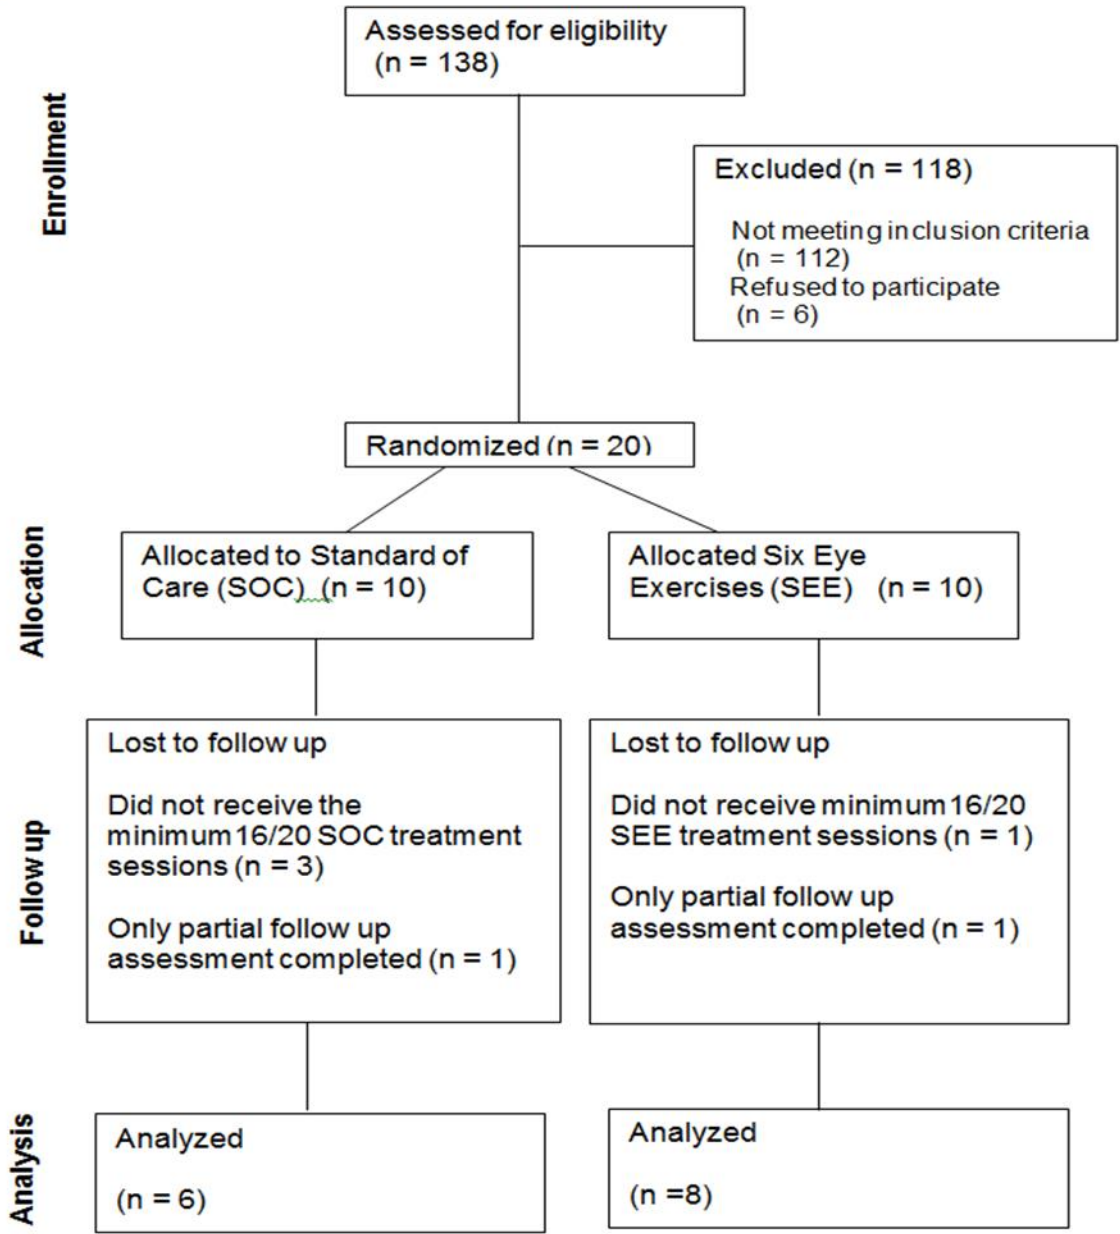 Assessed for eligibility
(n = 138)
Enrollment
Excluded (n = 118)
Not meeting inclusion criteria
(n = 112)
Refused to participate
(n = 6)
Randomized (n = 20)
Allocation
Allocated to Standard of
Care (SOC) (n = 10)
Allocated Six Eye
Exercises (SEE) (n = 10)
Follow up
Lost to follow up
Did not receive the
minimum 16/20 SOC treatment
sessions (n = 3)
Only partial follow up
assessment completed (n = 1)
Lost to follow up
Did not receive minimum 16/20
SEE treatment sessions (n = 1)
Only partial follow up
assessment completed (n = 1)
Analysis
Analyzed
(n = 6)
Analyzed
(n =8)